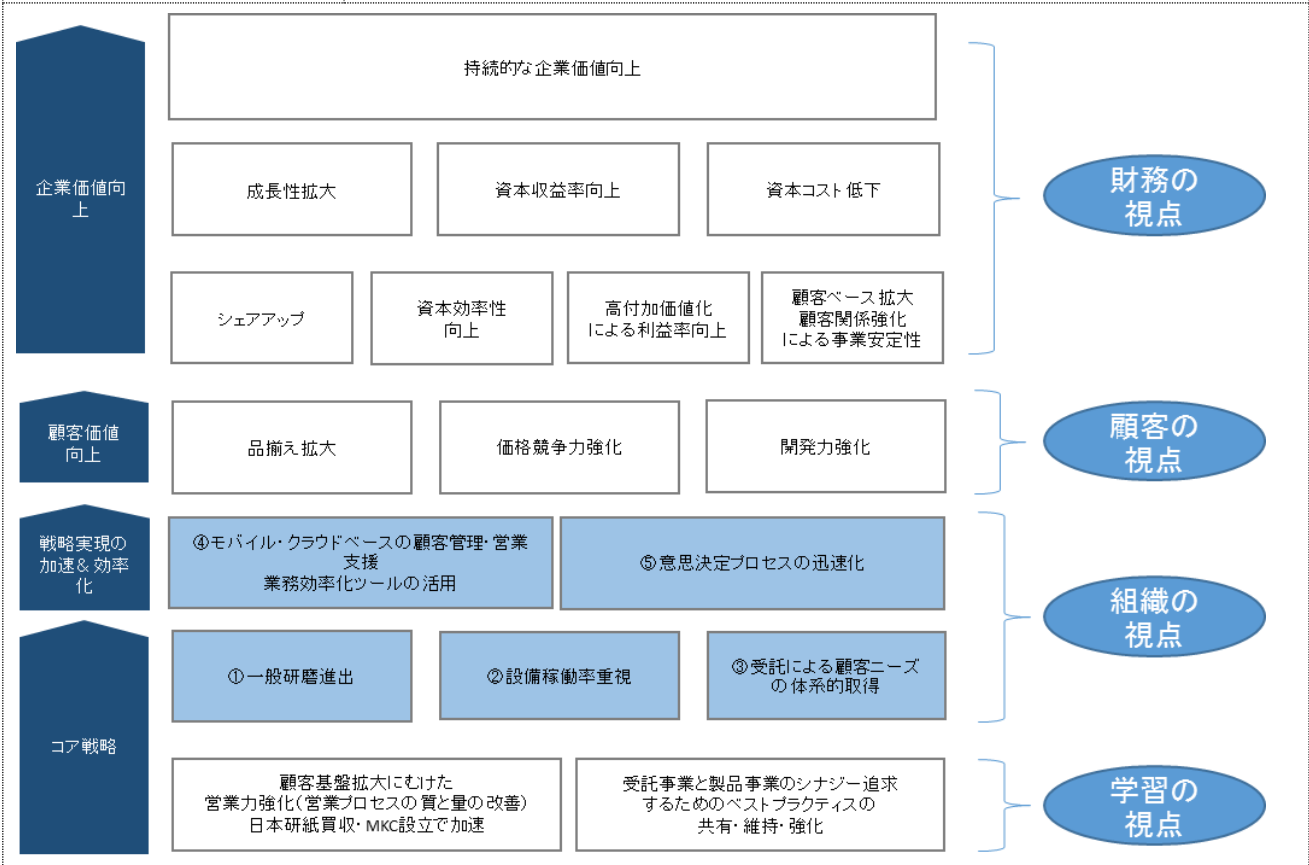 持続的な企業価値向上
企業価値向
上
成長性拡大
資本収益率向上
資本コスト低下
財務の
視点
シェアアップ
資本効率性
向上
高付加価値化
による利益率向上
顧客ベース拡大
顧客関係強化
による事業安定性
顧客価値
向上
品揃え拡大
価格競争力強化
開発力強化
顧客の
視点
戦略実現の
加速&効率
化
④モバイル・クラウドベースの顧客管理・営業
支援
業務効率化ツールの活用
⑤意思決定プロセスの迅速化
組織の
視点
コア戦略
①一般研磨進出
②設備稼働率重視
③受託による顧客ニーズ
の体系的取得
顧客基盤拡大にむけた
営業力強化(営業プロセスの質と量の改善)
日本研紙買収・MKC設立で加速
受託事業と製品事業のシナジー追求
するためのベストプラクティスの
共有・維持・強化
学習の
視点